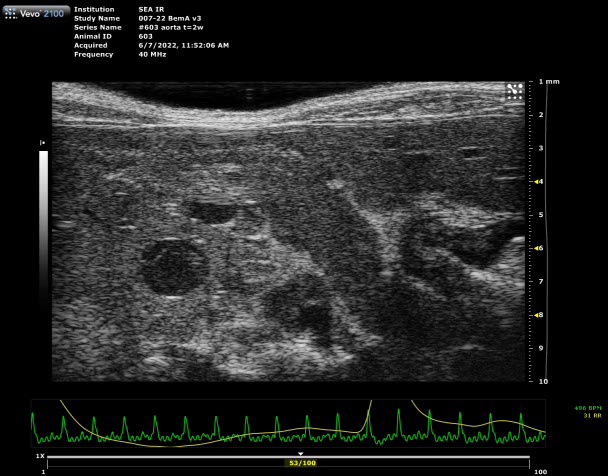 Vevo 2100
Institution SEA IR
Study Name 007-22 BemA v3
Series Name #603 aorta t=2w
Animal ID 603
Acquired 6/7/2022, 11:52:06 AM
Frequency 40 MHz
1 mm
2
3
4
5
6
7
8
9
10
496 BPM
31 RR
1X
53/100
1 100